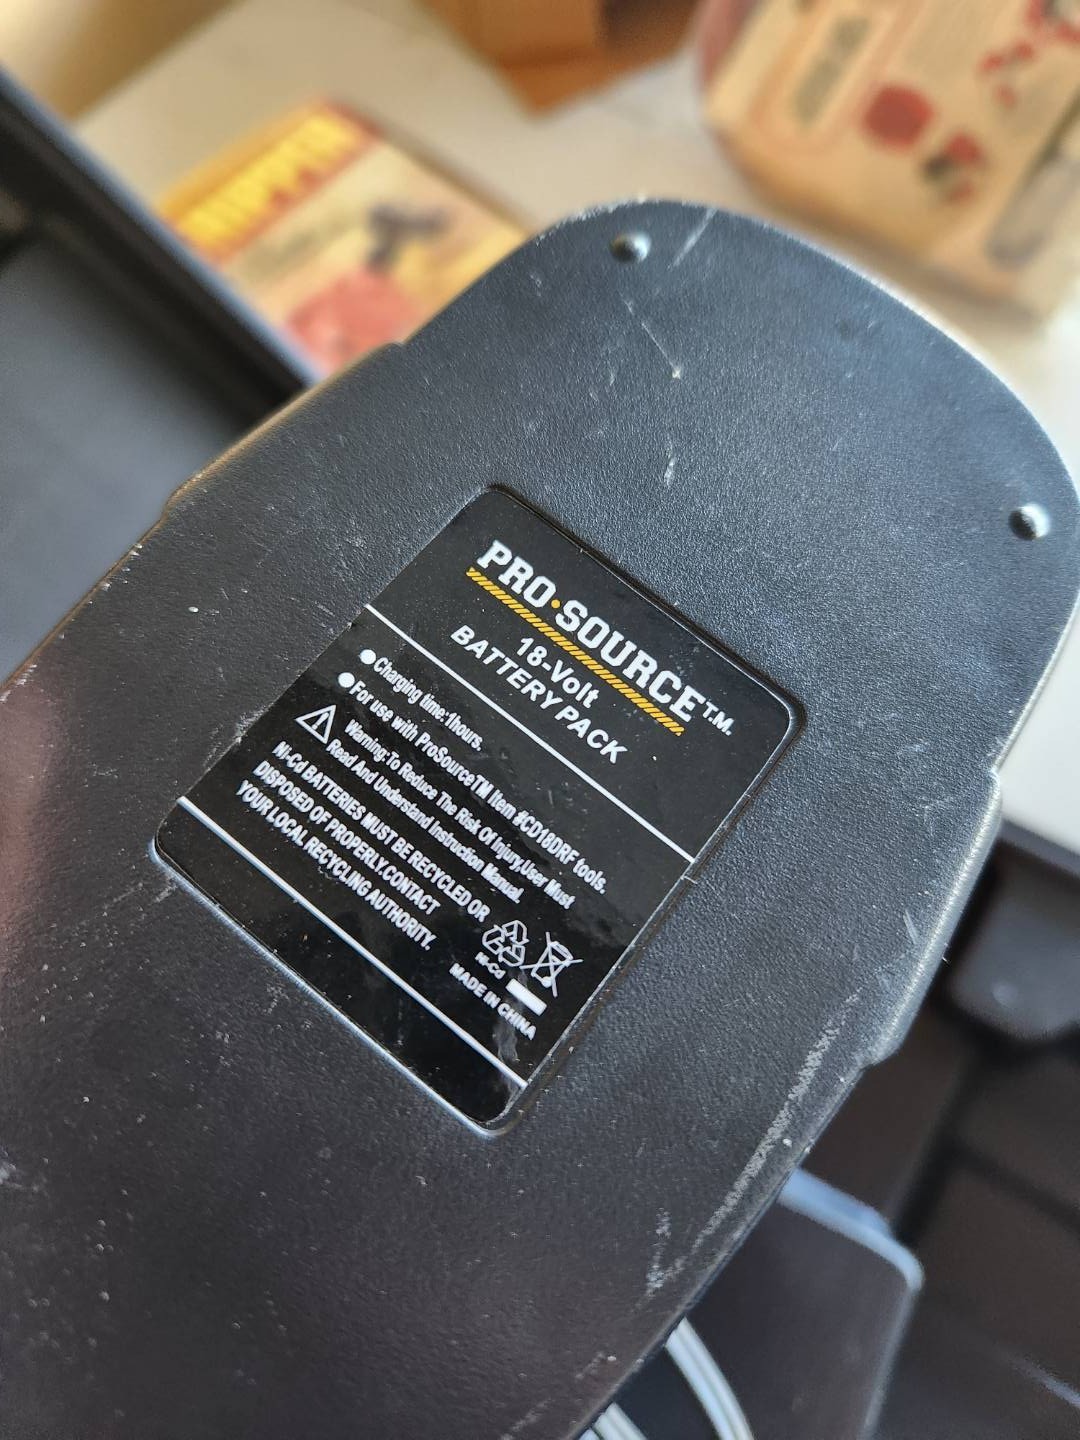 PRO·SOURCE T.M.
18-Volt
BATTERY PACK
●Charging time:1hours.
●For use with ProSource™ Item #CD18DRF tools.
Warning:To Reduce The Risk Of Injury,User Must
Read And Understand Instruction Manual.
Ni-Cd BATTERIES MUST BE RECYCLED OR
DISPOSED OF PROPERLY.CONTACT
YOUR LOCAL RECYCLING AUTHORITY.
Ni-Cd
MADE IN CHINA